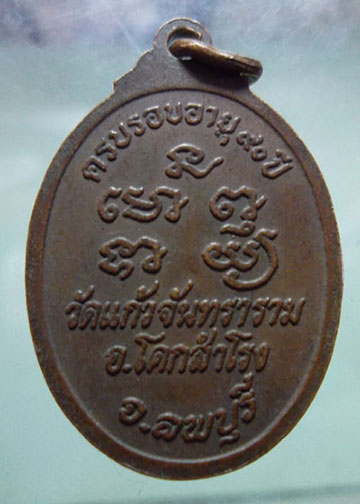 ครบรอบอายุ ๙๐ ปี
วัดแก้วจันทราราม
อ.โคกสำโรง
จ.ลพบุรี